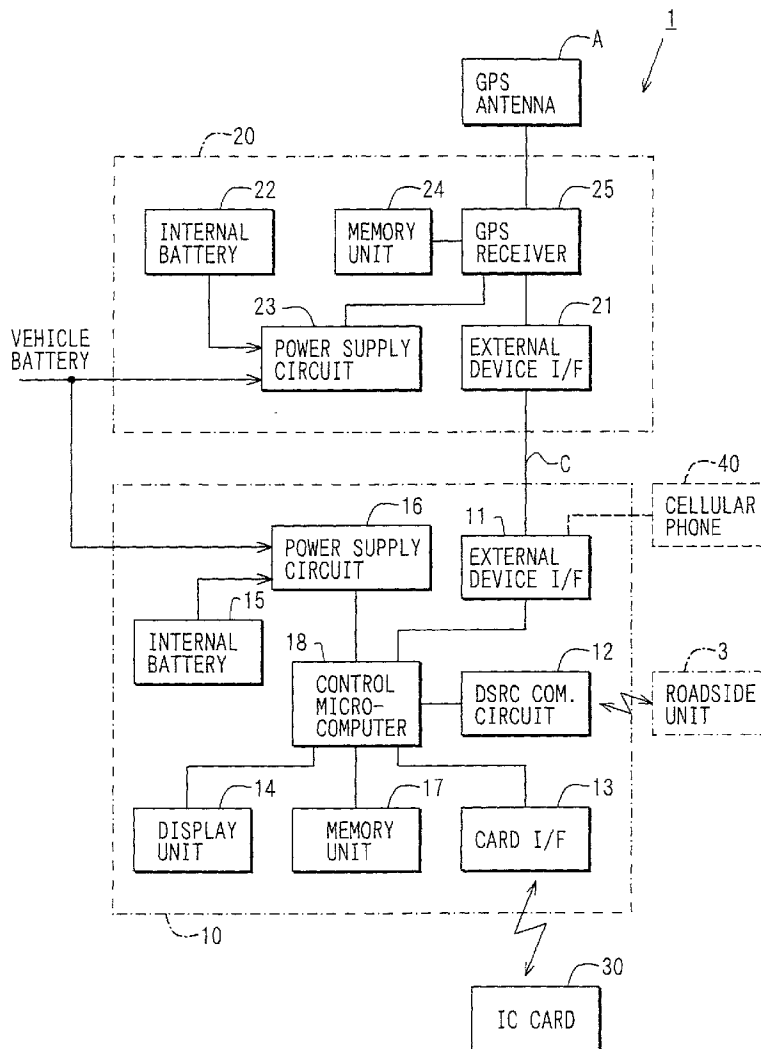 1
A
GPS
ANTENNA
20
22
INTERNAL
BATTERY
24
MEMORY
UNIT
25
GPS
RECEIVER
23
POWER SUPPLY
CIRCUIT
21
EXTERNAL
DEVICE I/F
VEHICLE
BATTERY
C
40
CELLULAR
PHONE
16
POWER SUPPLY
CIRCUIT
11
EXTERNAL
DEVICE I/F
15
INTERNAL
BATTERY
18
CONTROL
MICRO-
COMPUTER
12
DSRC COM.
CIRCUIT
3
ROADSIDE
UNIT
14
DISPLAY
UNIT
17
MEMORY
UNIT
13
CARD I/F
10
30
IC CARD